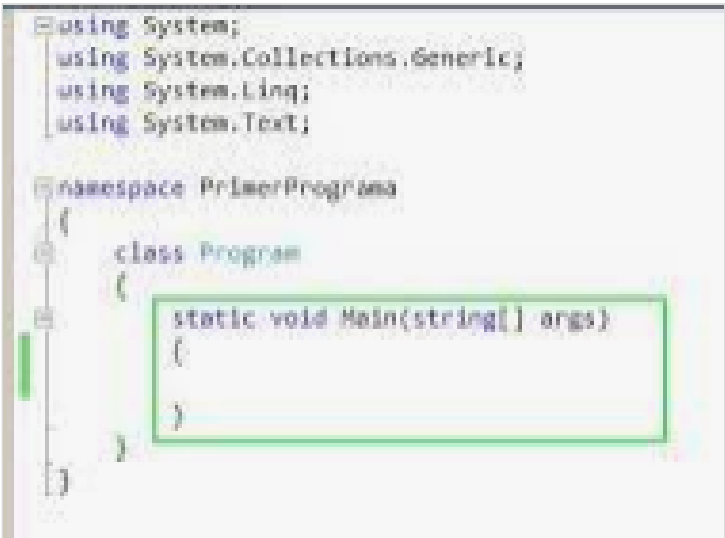 using System;
using System.Collections.Generic;
using System.Linq;
using System.Text;
namespace PrimerPrograma
{
class Program
{
static void Main(string[] args)
{
}
}
}